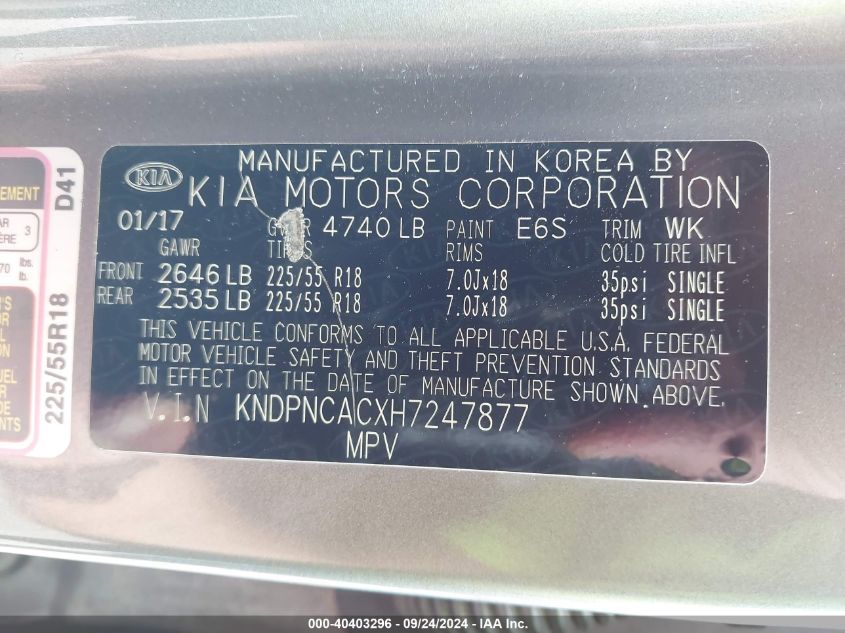 MANUFACTURED IN KOREA BY
KIA KIA MOTORS CORPORATION
01/17 4740 LB PAINT E6S TRIM WK
GAWR RIMS COLD TIRE INFL
FRONT 2646 LB 225/55 R18 7.0Jx18 35psi SINGLE
REAR 2535 LB 225/55 R18 7.0Jx18 35psi SINGLE
THIS VEHICLE CONFORMS TO ALL APPLICABLE U.S.A. FEDERAL
MOTOR VEHICLE SAFETY AND THEFT PREVENTION STANDARDS
IN EFFECT ON THE DATE OF MANUFACTURE SHOWN ABOVE.
V.I.N KNDPNCACXH7247877
MPV
D41
225/55R18
3
lbs.
lb.
000-40403296 - 09/24/2024 - IAA Inc.